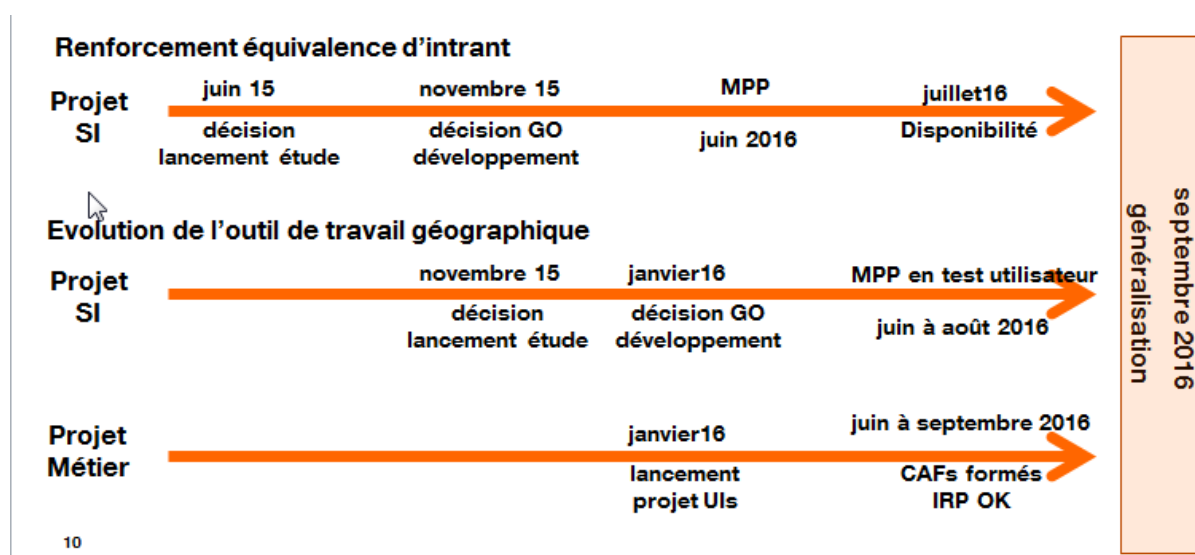 Renforcement équivalence d'intrant
Projet
SI
juin 15
novembre 15
MPP
juillet16
décision
lancement étude
décision GO
développement
juin 2016
Disponibilité
Evolution de l'outil de travail géographique
Projet
SI
novembre 15
janvier16
MPP en test utilisateur
décision
lancement étude
décision GO
développement
juin à août 2016
Projet
Métier
janvier16
juin à septembre 2016
lancement
projet UIs
CAFs formés
IRP OK
septembre 2016
généralisation
10